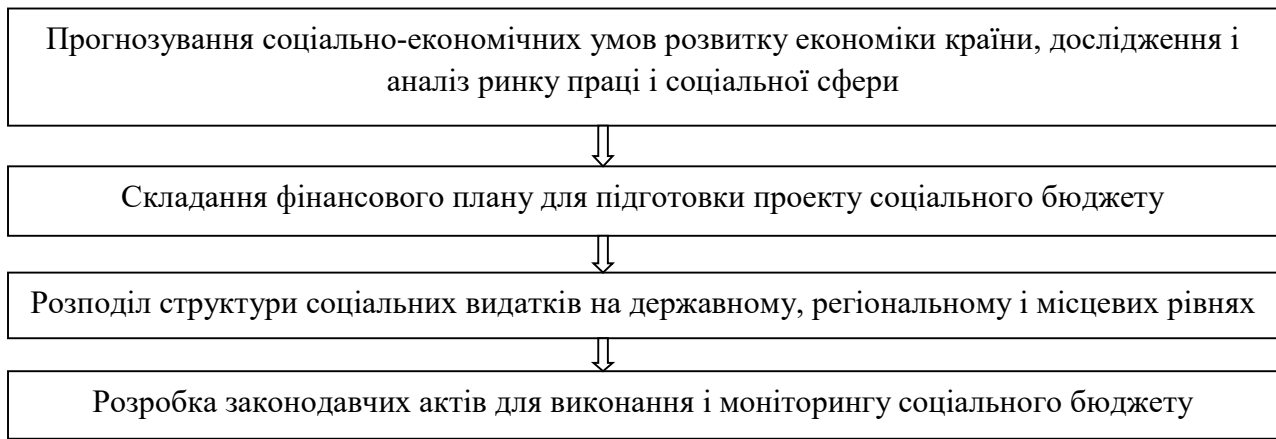 Прогнозування соціально-економічних умов розвитку економіки країни, дослідження і
аналіз ринку праці і соціальної сфери
Складання фінансового плану для підготовки проекту соціального бюджету
Розподіл структури соціальних видатків на державному, регіональному і місцевих рівнях
Розробка законодавчих актів для виконання і моніторингу соціального бюджету